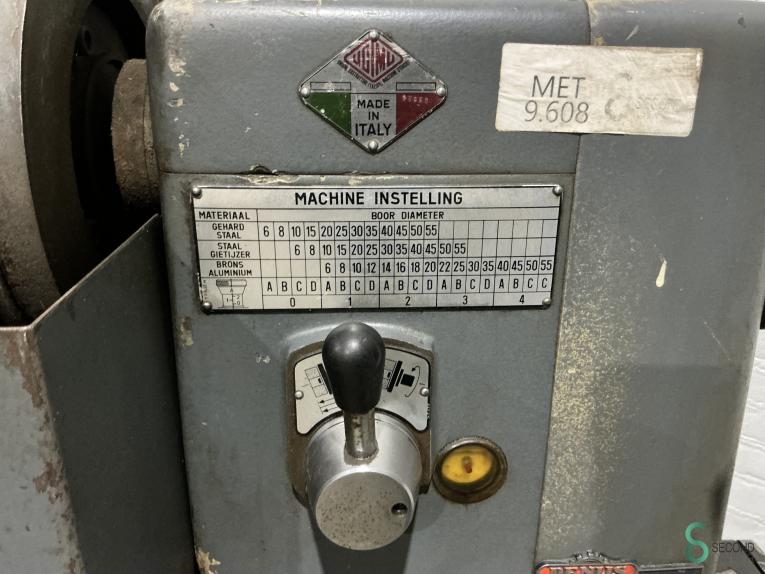 UCIMU
MADE
IN
ITALY
MET
9.608
MACHINE INSTELLING
MATERIAAL BOOR DIAMETER
GEHARD STAAL 6 8 10 15 20 25 30 35 40 45 50 55
STAAL GIETIJZER 6 8 10 15 20 25 30 35 40 45 50 55
BRONS ALUMINIUM 6 8 10 12 14 16 18 20 22 25 30 35 40 45 50 55
A B C D A B C D A B C D A B C D A B C C
0 1 2 3 4
SECOND